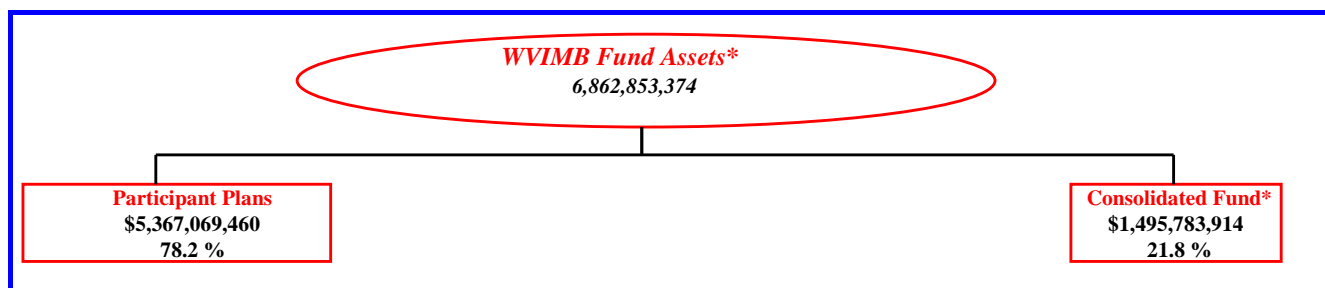 WVIMB Fund Assets*
6,862,853,374
Participant Plans
$5,367,069,460
78.2 %
Consolidated Fund*
$1,495,783,914
21.8 %